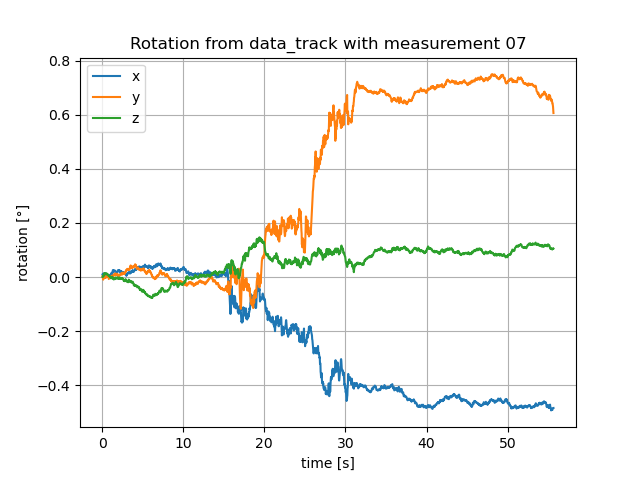 Rotation from data_track with measurement 07
x
y
z
rotation [°]
0.8
0.6
0.4
0.2
0.0
−0.2
−0.4
0 10 20 30 40 50
time [s]